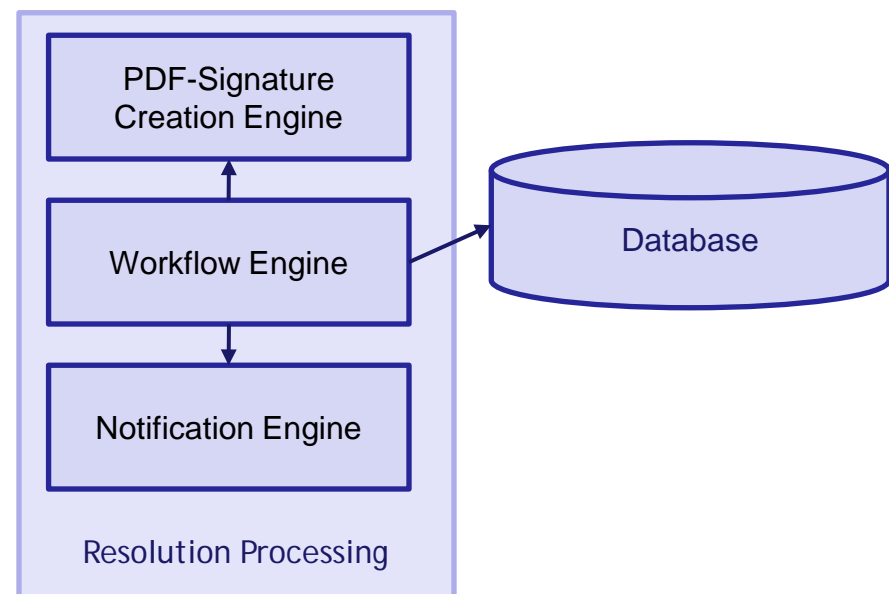 PDF-Signature
Creation Engine
Workflow Engine
Database
Notification Engine
Resolution Processing